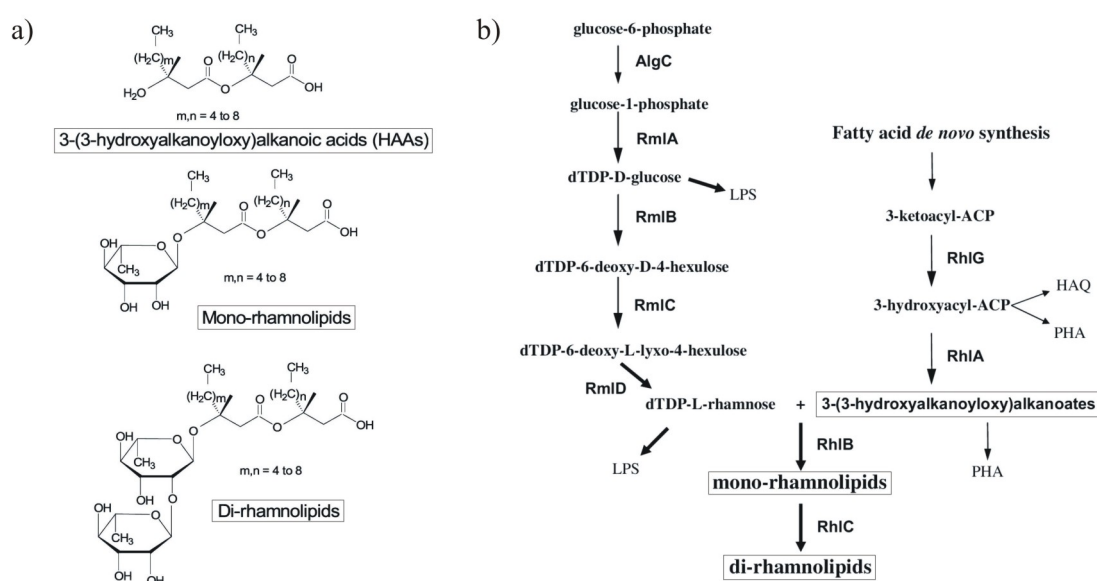 a)
CH₃
CH₃
(H₂C)m
(H₂C)n
O
O
H₂O
O
OH
m,n = 4 to 8
3-(3-hydroxyalkanoyloxy)alkanoic acids (HAAs)
CH₃
CH₃
(H₂C)m
(H₂C)n
O
O
O
O
OH
OH
O
CH₃
m,n = 4 to 8
OH
OH
Mono-rhamnolipids
CH₃
CH₃
(H₂C)m
(H₂C)n
O
O
O
O
OH
OH
O
CH₃
m,n = 4 to 8
OH
O
Di-rhamnolipids
OH
O
CH₃
OH
OH
b)
glucose-6-phosphate
AlgC
glucose-1-phosphate
RmlA
dTDP-D-glucose
LPS
RmlB
dTDP-6-deoxy-D-4-hexulose
RmlC
dTDP-6-deoxy-L-lyxo-4-hexulose
RmlD
Fatty acid de novo synthesis
3-ketoacyl-ACP
RhlG
3-hydroxyacyl-ACP
HAQ
PHA
RhlA
dTDP-L-rhamnose + 3-(3-hydroxyalkanoyloxy)alkanoates
LPS
RhlB
PHA
mono-rhamnolipids
RhlC
di-rhamnolipids